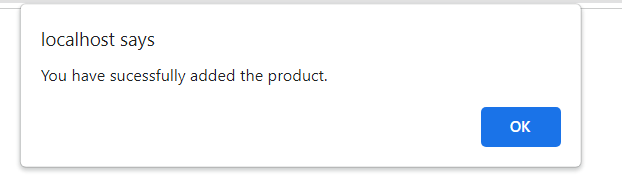 localhost says
You have sucessfully added the product.
OK